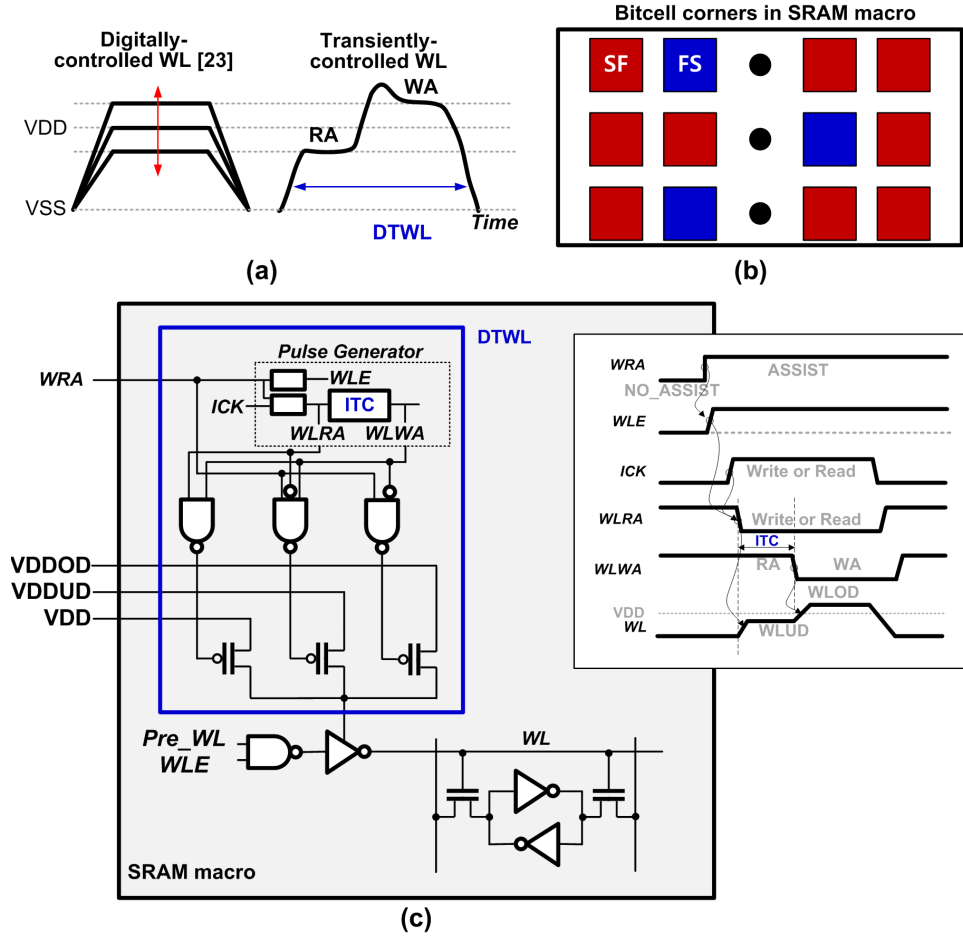 Digitally-
controlled WL [23]
Transiently-
controlled WL
WA
RA
VDD
VSS
Time
DTWL
(a)
Bitcell corners in SRAM macro
SF
FS
(b)
DTWL
Pulse Generator
WRA
WLE
ICK
ITC
WLRA
WLWA
VDDOD
VDDUD
VDD
Pre_WL
WLE
WL
SRAM macro
WRA
ASSIST
NO_ASSIST
WLE
ICK
Write or Read
WLRA
Write or Read
ITC
WLWA
RA
WA
WLOD
VDD
WL
WLUD
(c)